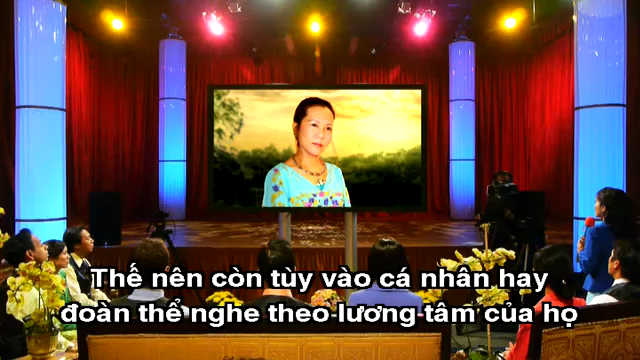 Thế nên còn tùy vào cá nhân hay
đoàn thể nghe theo lương tâm của họ